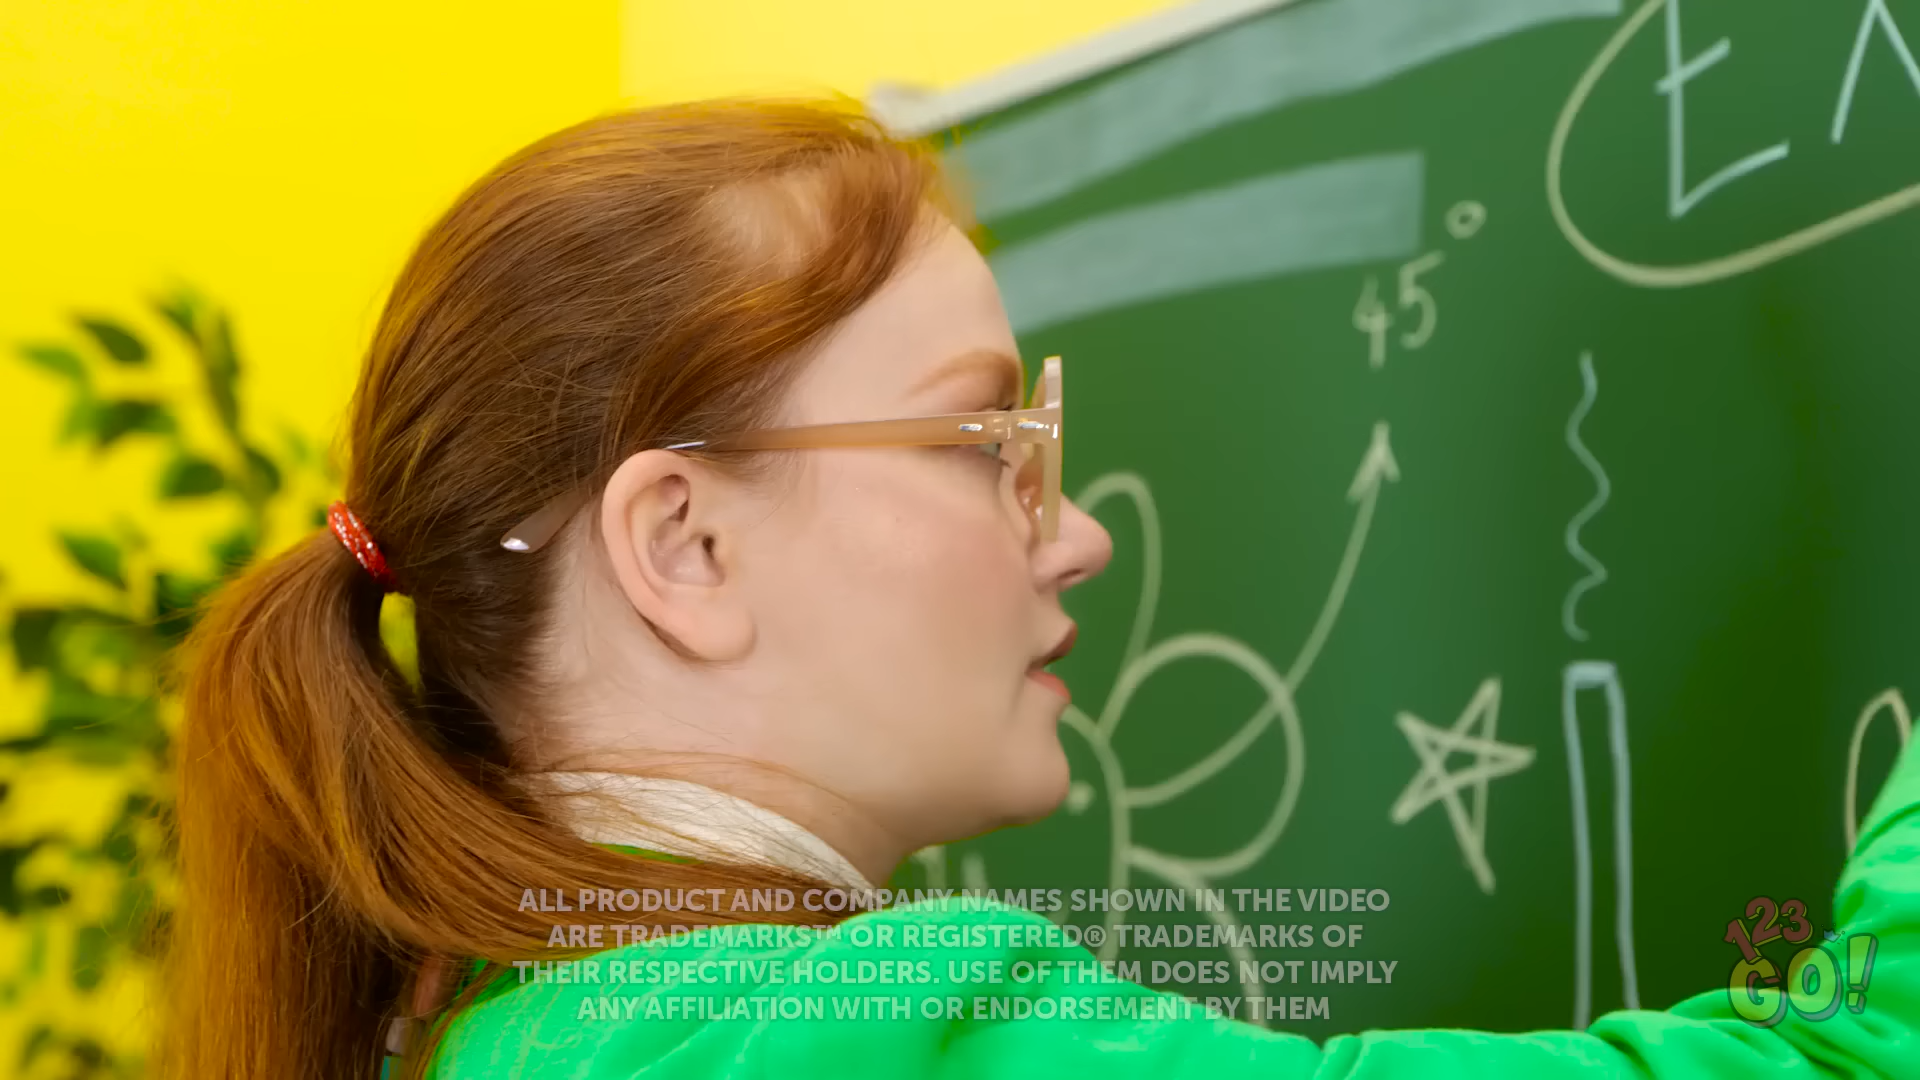 45°
ALL PRODUCT AND COMPANY NAMES SHOWN IN THE VIDEO
ARE TRADEMARKS™ OR REGISTERED® TRADEMARKS OF
THEIR RESPECTIVE HOLDERS. USE OF THEM DOES NOT IMPLY
ANY AFFILIATION WITH OR ENDORSEMENT BY THEM
123
GO!